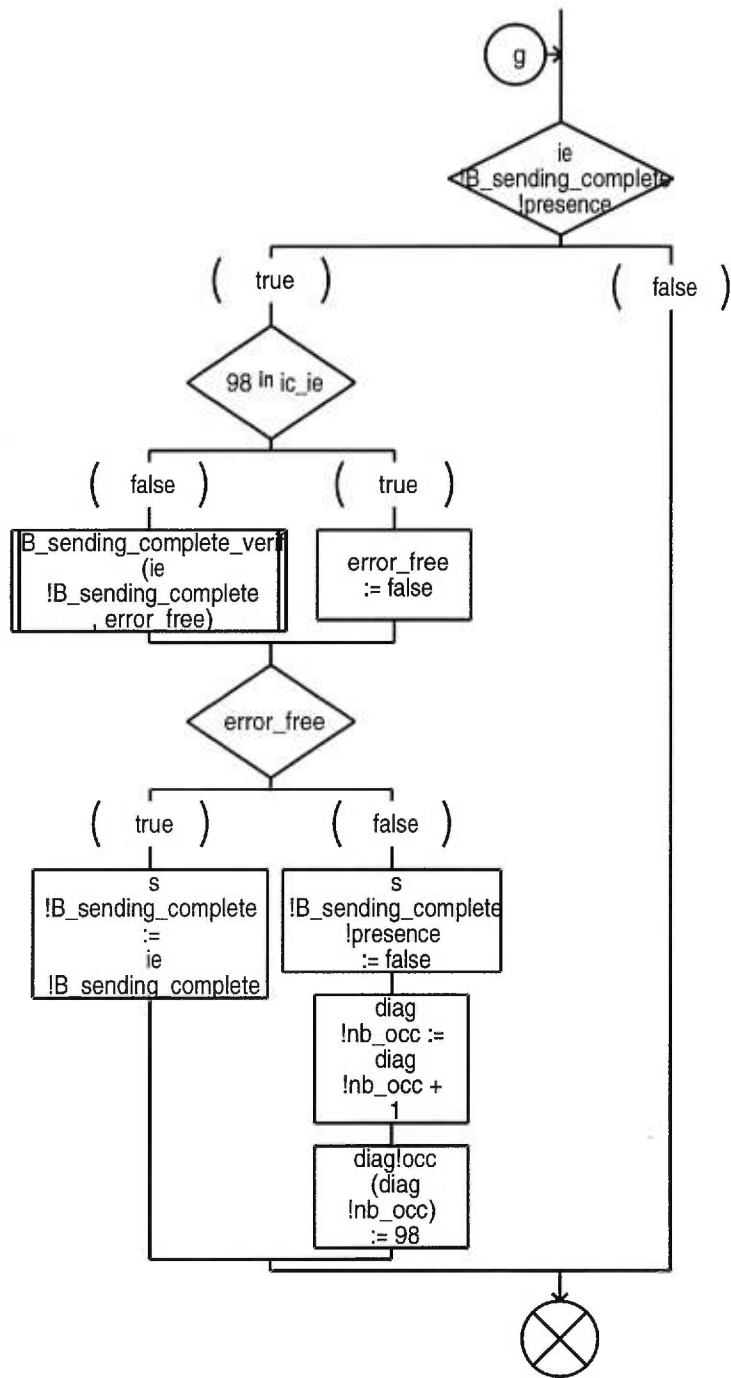 g
ie
!B_sending_complete
!presence
( true )
( false )
98 in ic_ie
( false )
( true )
B_sending_complete_verif
(ie
!B_sending_complete
, error_free)
error_free
:= false
error_free
( true )
( false )
s
!B_sending_complete
:=
ie
!B_sending_complete
s
!B_sending_complete
!presence
:= false
diag
!nb_occ :=
diag
!nb_occ +
1
diag!occ
(diag
!nb_occ)
:= 98